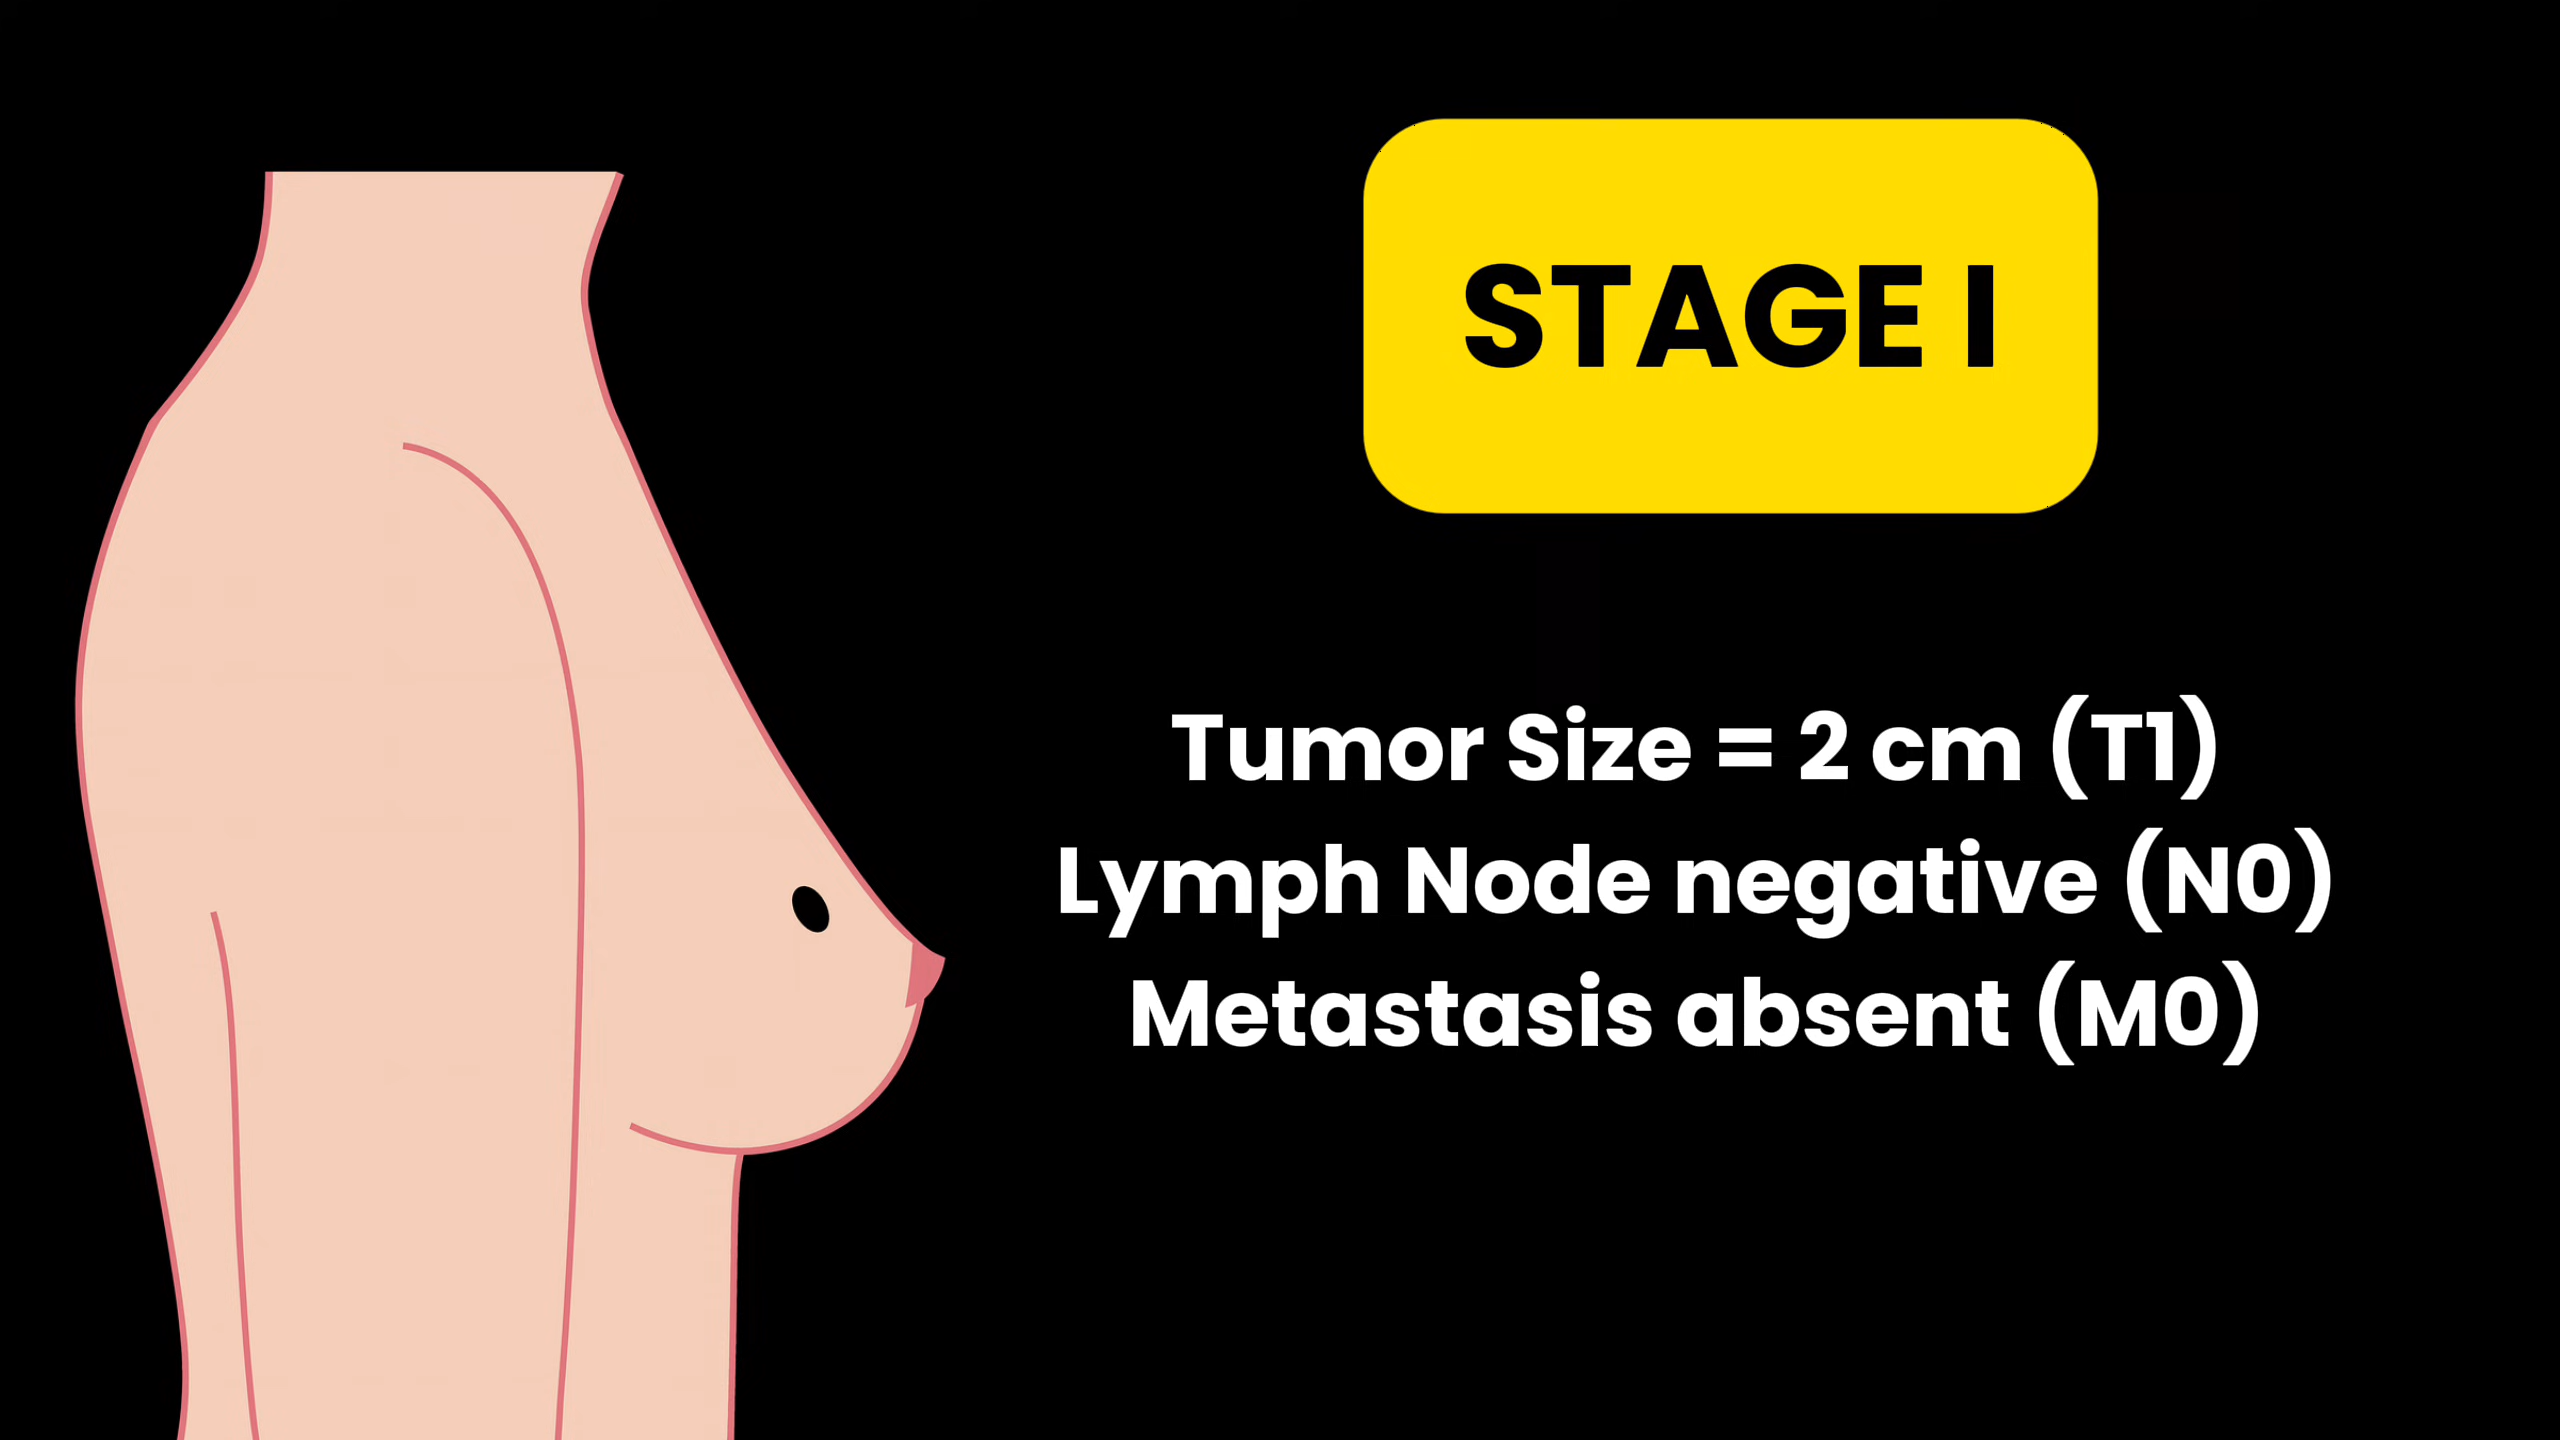 STAGE I
Tumor Size = 2 cm (T1)
Lymph Node negative (N0)
Metastasis absent (M0)